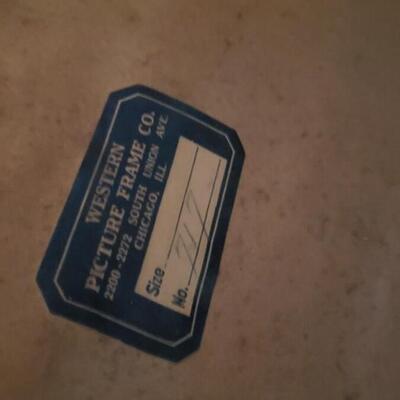 WESTERN
PICTURE FRAME CO.
2200-2272 SOUTH UNION AVE.
CHICAGO, ILL
Size
No.